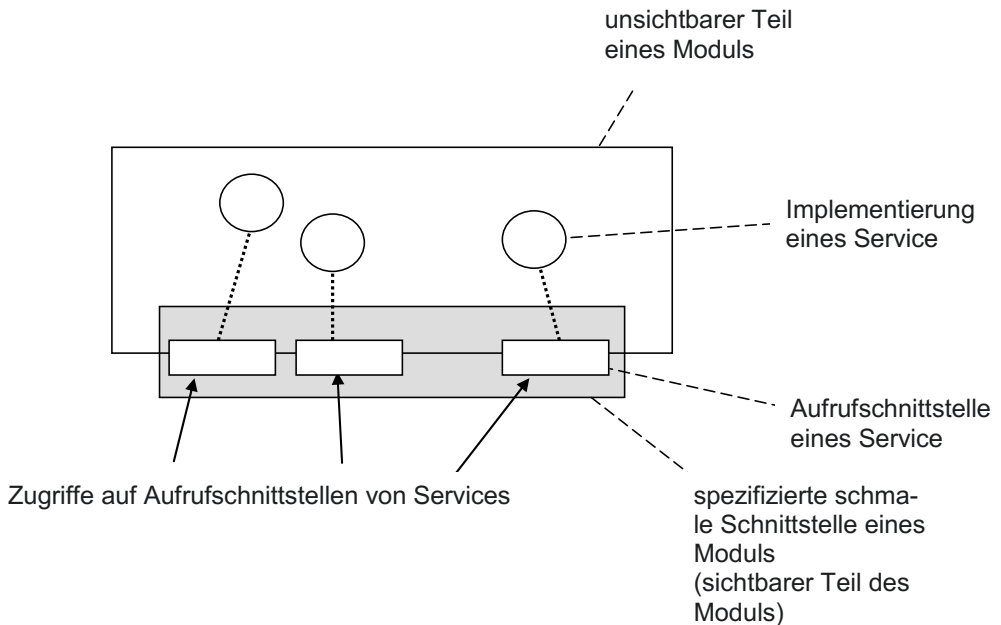 unsichtbarer Teil
eines Moduls
Implementierung
eines Service
Aufrufschnittstelle
eines Service
Zugriffe auf Aufrufschnittstellen von Services
spezifizierte schma-
le Schnittstelle eines
Moduls
(sichtbarer Teil des
Moduls)